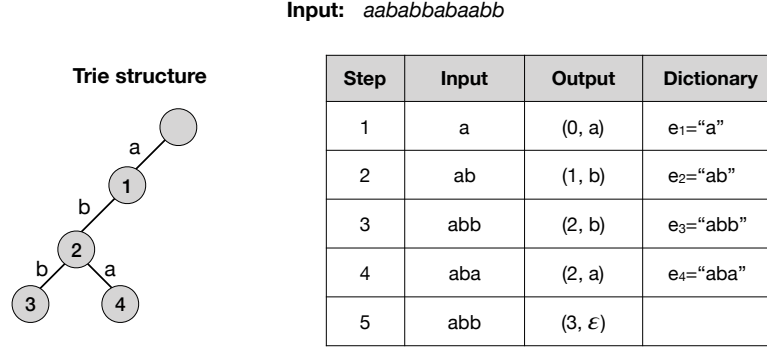 Input: aababbabaabb
Trie structure
a
1
b
2
b a
3 4
Step Input Output Dictionary
1 a (0, a) e₁=“a”
2 ab (1, b) e₂=“ab”
3 abb (2, b) e₃=“abb”
4 aba (2, a) e₄=“aba”
5 abb (3, ε)